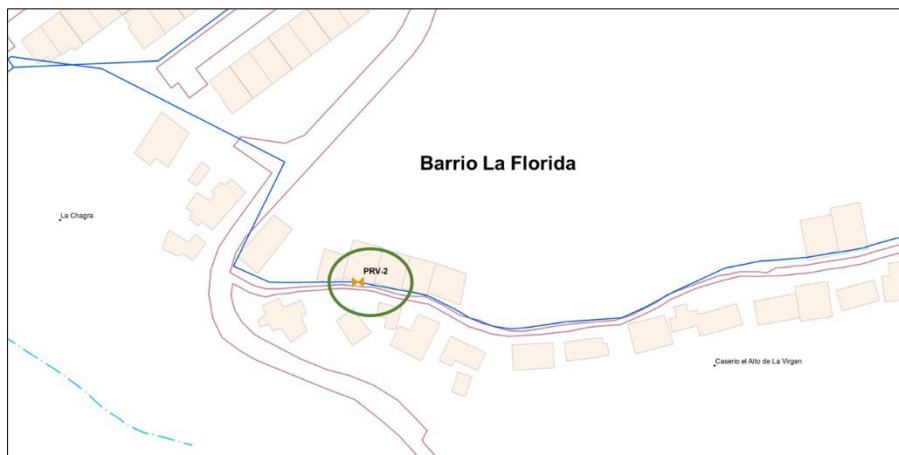 Barrio La Florida
La Chagra
PRV-2
Caserio el Alto de La Virgen